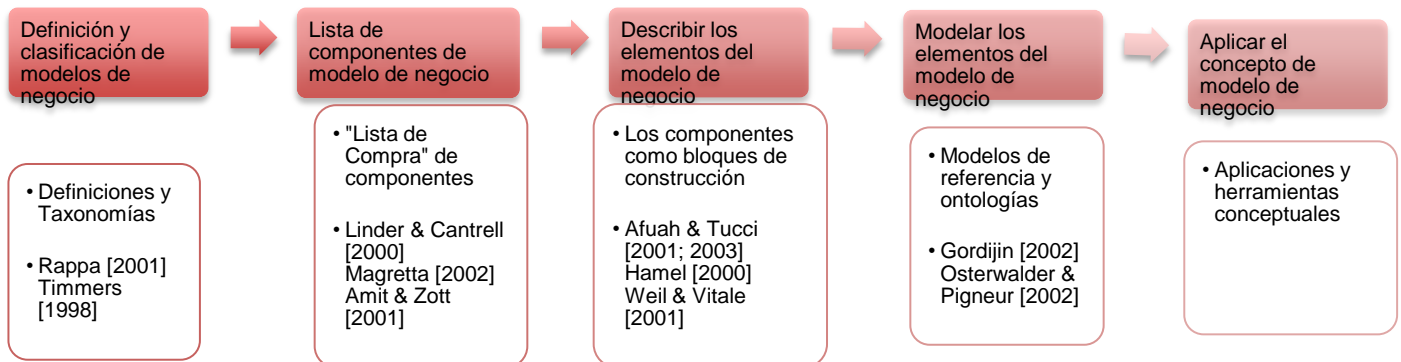 Definición y
clasificación de
modelos de
negocio
Lista de
componentes de
modelo de negocio
Describir los
elementos del
modelo de
negocio
Modelar los
elementos del
modelo de
negocio
Aplicar el
concepto de
modelo de
negocio
• Definiciones y
Taxonomías
• Rappa [2001]
Timmers
[1998]
• "Lista de
Compra" de
componentes
• Linder & Cantrell
[2000]
Magretta [2002]
Amit & Zott
[2001]
• Los componentes
como bloques de
construcción
• Afuah & Tucci
[2001; 2003]
Hamel [2000]
Weil & Vitale
[2001]
• Modelos de
referencia y
ontologías
• Gordijin [2002]
Osterwalder &
Pigneur [2002]
• Aplicaciones y
herramientas
conceptuales